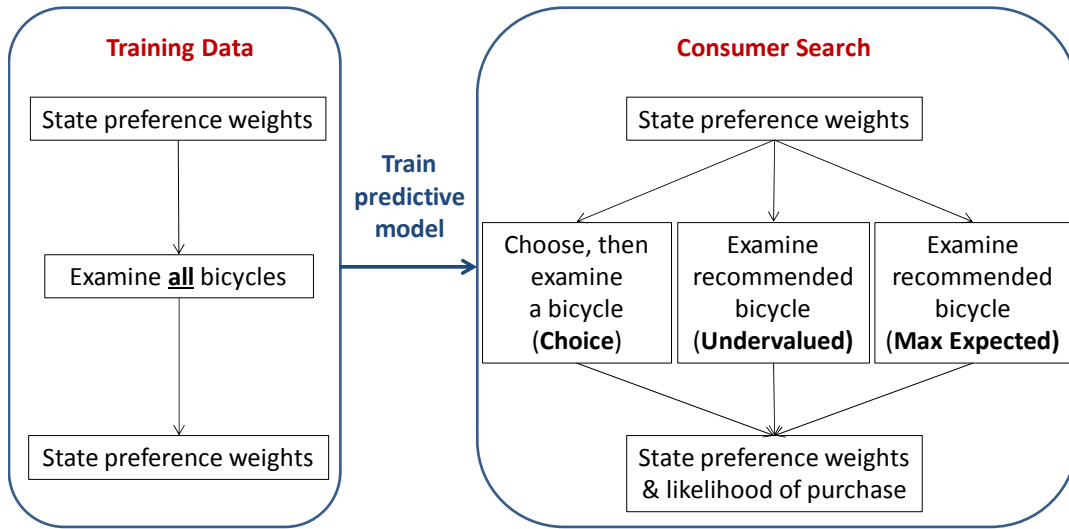 Training Data
State preference weights
Examine all bicycles
State preference weights
Train
predictive
model
Consumer Search
State preference weights
Choose, then
examine
a bicycle
(Choice)
Examine
recommended
bicycle
(Undervalued)
Examine
recommended
bicycle
(Max Expected)
State preference weights
& likelihood of purchase